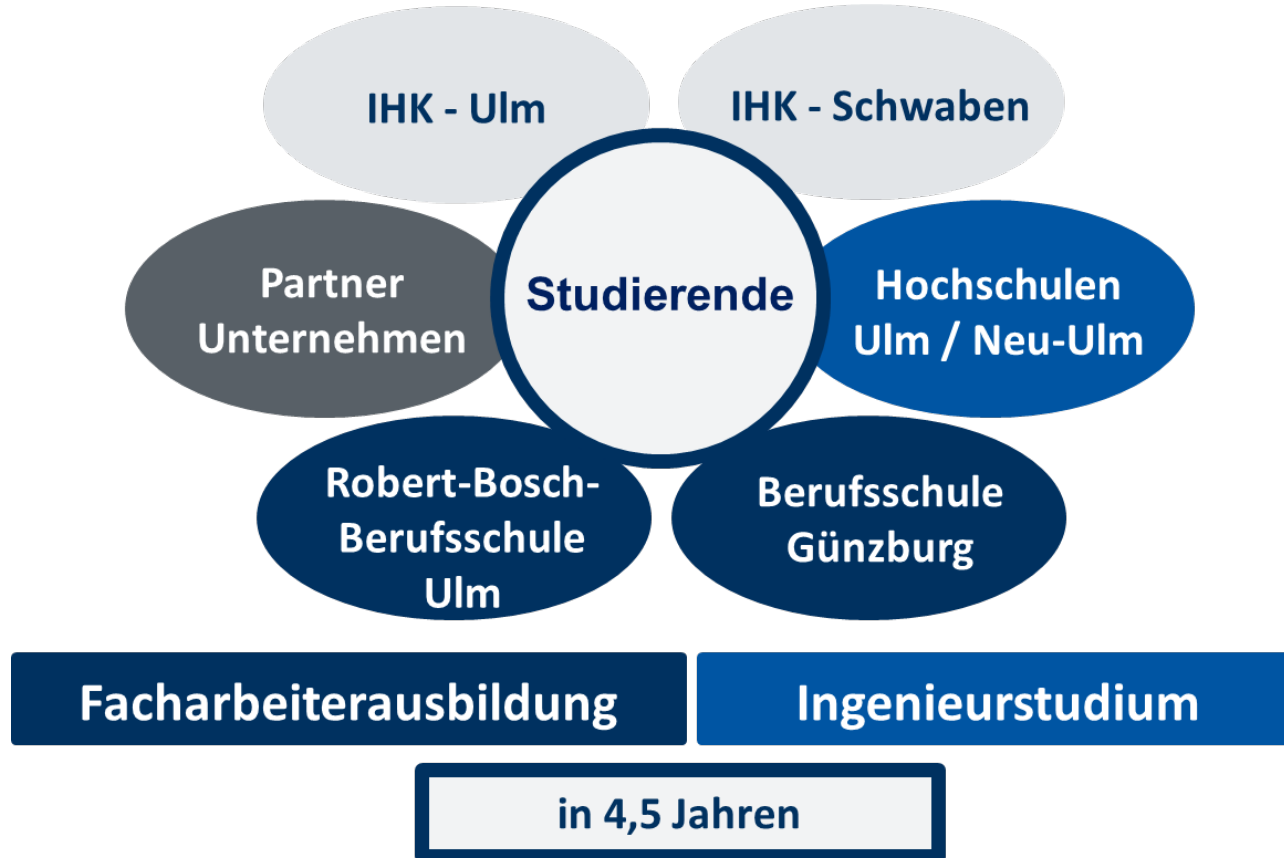 IHK - Ulm
IHK - Schwaben
Partner
Unternehmen
Studierende
Hochschulen
Ulm / Neu-Ulm
Robert-Bosch-
Berufsschule
Ulm
Berufsschule
Günzburg
Facharbeiterausbildung
Ingenieurstudium
in 4,5 Jahren